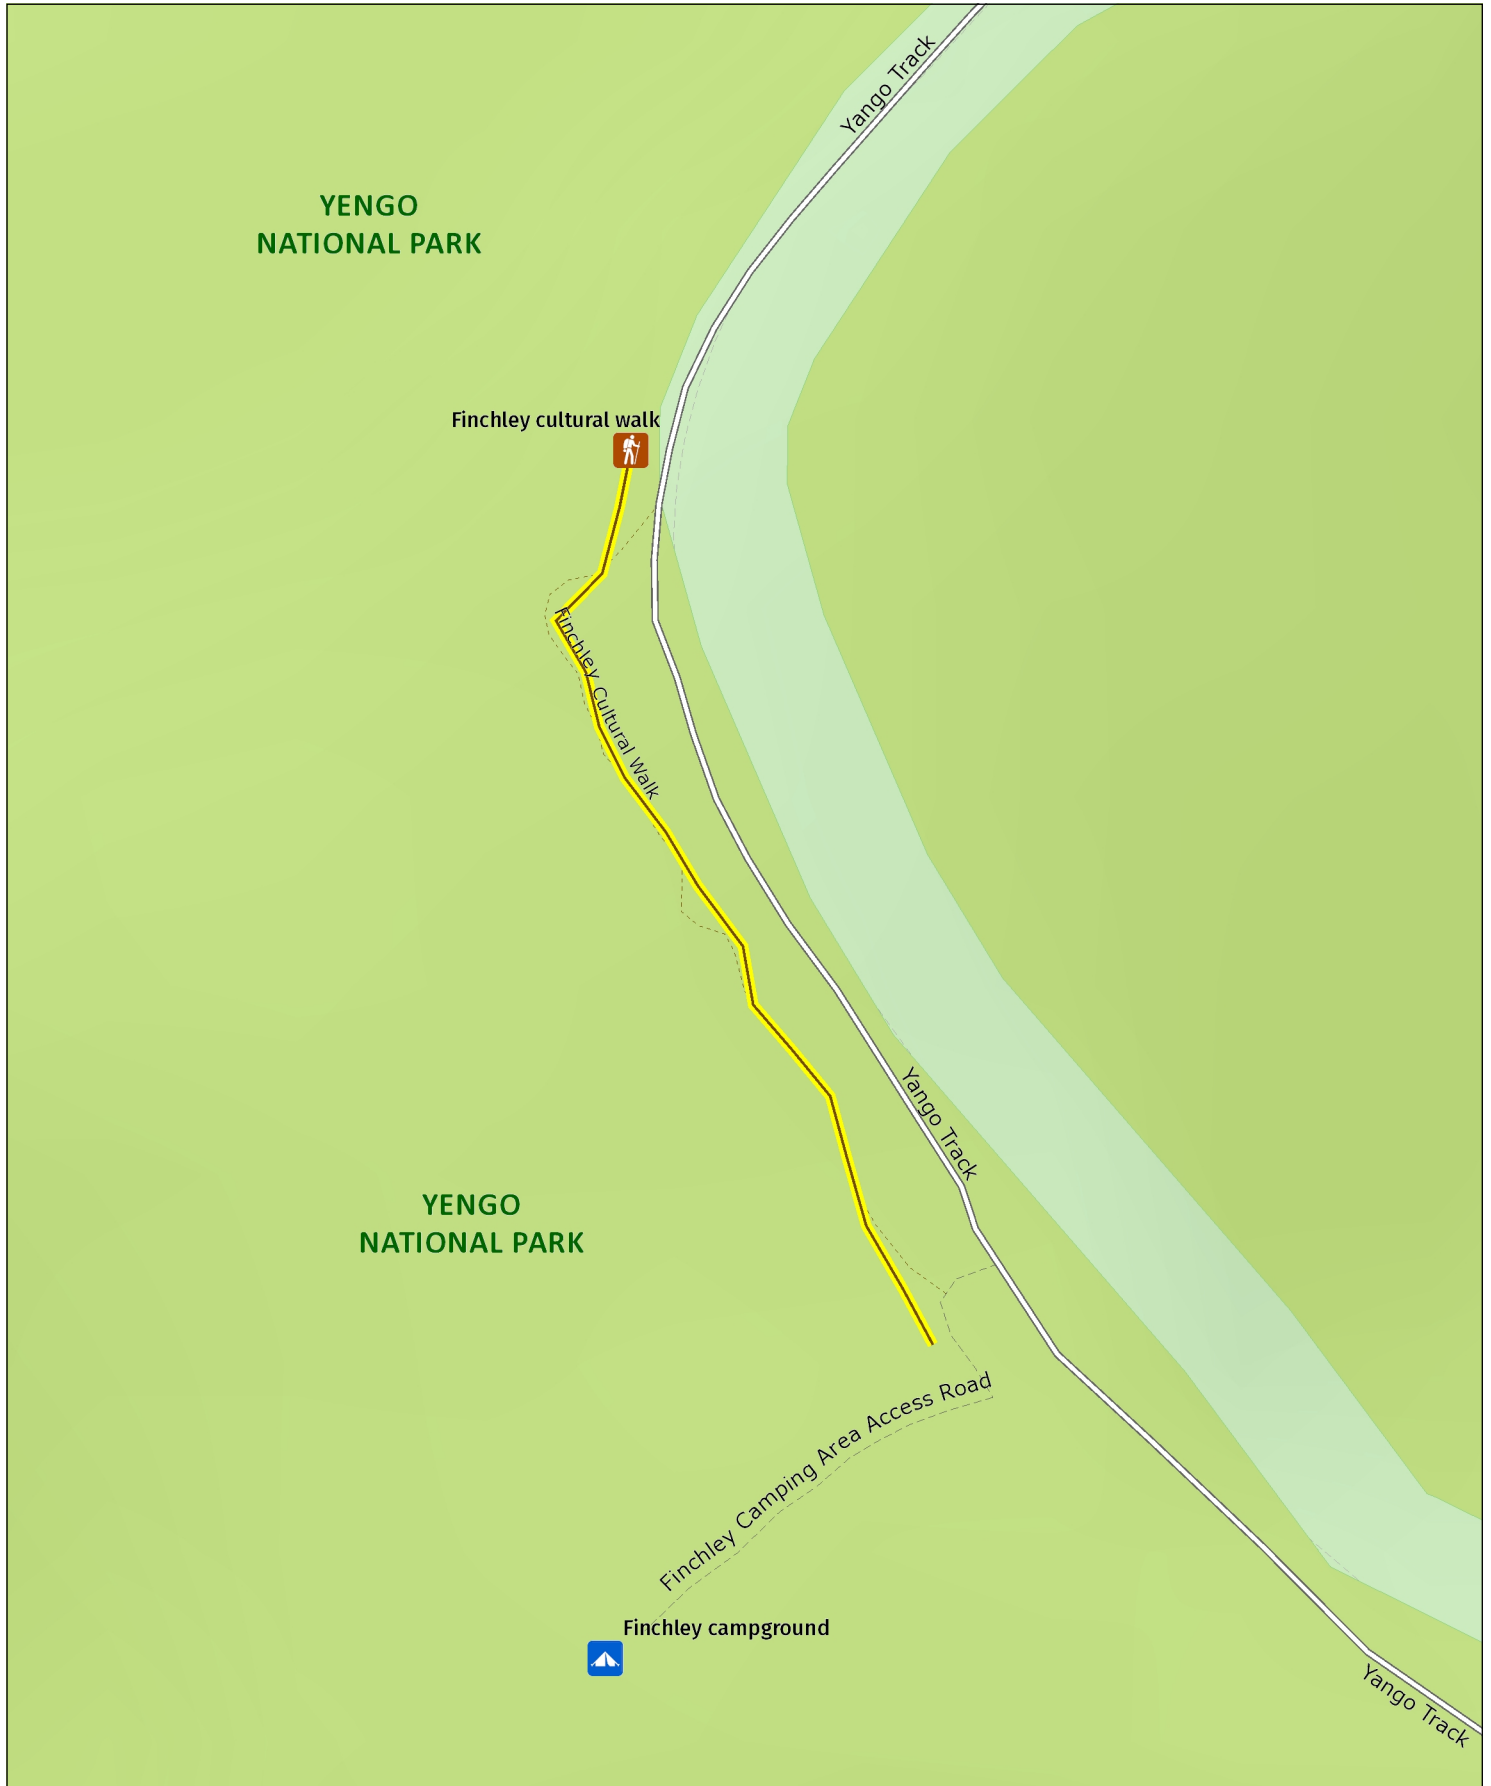 Yango Track
YENGO
NATIONAL PARK
Finchley cultural walk
Finchley Cultural Walk
Yango Track
YENGO
NATIONAL PARK
Finchley Camping Area Access Road
Finchley campground
Yango Track